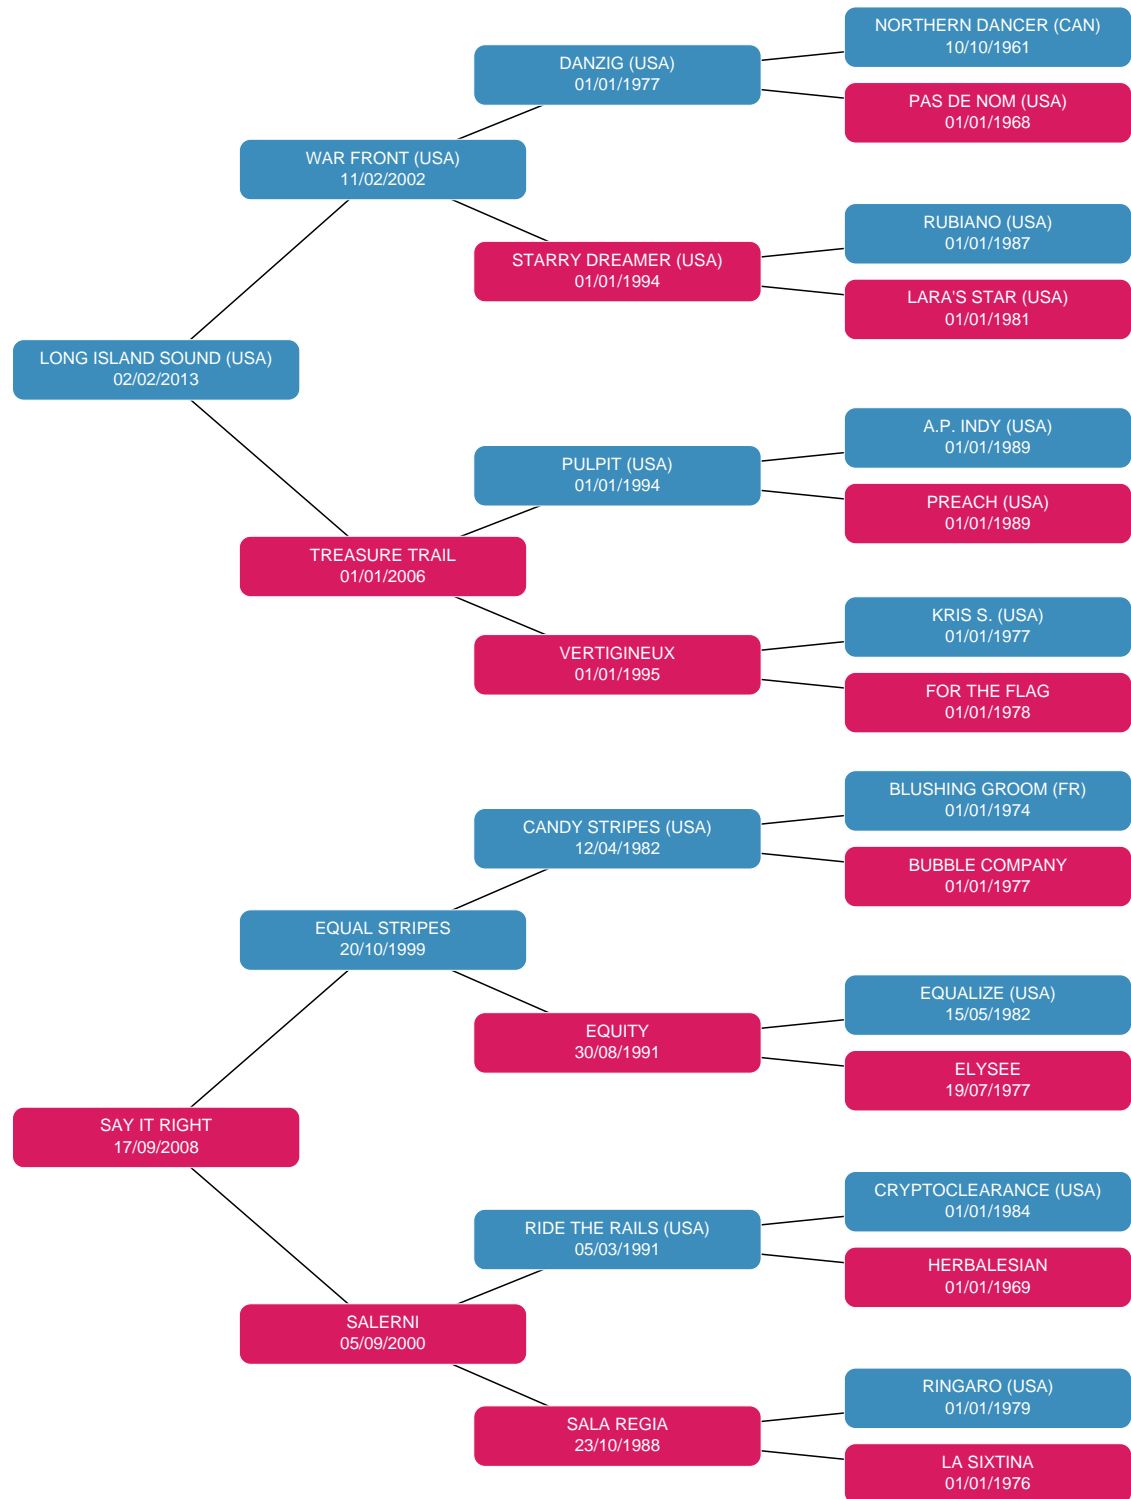 NORTHERN DANCER (CAN)
10/10/1961
DANZIG (USA)
01/01/1977
PAS DE NOM (USA)
01/01/1968
WAR FRONT (USA)
11/02/2002
RUBIANO (USA)
01/01/1987
STARRY DREAMER (USA)
01/01/1994
LARA'S STAR (USA)
01/01/1981
LONG ISLAND SOUND (USA)
02/02/2013
A.P. INDY (USA)
01/01/1989
PULPIT (USA)
01/01/1994
PREACH (USA)
01/01/1989
TREASURE TRAIL
01/01/2006
KRIS S. (USA)
01/01/1977
VERTIGINEUX
01/01/1995
FOR THE FLAG
01/01/1978
BLUSHING GROOM (FR)
01/01/1974
CANDY STRIPES (USA)
12/04/1982
BUBBLE COMPANY
01/01/1977
EQUAL STRIPES
20/10/1999
EQUALIZE (USA)
15/05/1982
EQUITY
30/08/1991
ELYSEE
19/07/1977
SAY IT RIGHT
17/09/2008
CRYPTOCLEARANCE (USA)
01/01/1984
RIDE THE RAILS (USA)
05/03/1991
HERBALESIAN
01/01/1969
SALERNI
05/09/2000
RINGARO (USA)
01/01/1979
SALA REGIA
23/10/1988
LA SIXTINA
01/01/1976